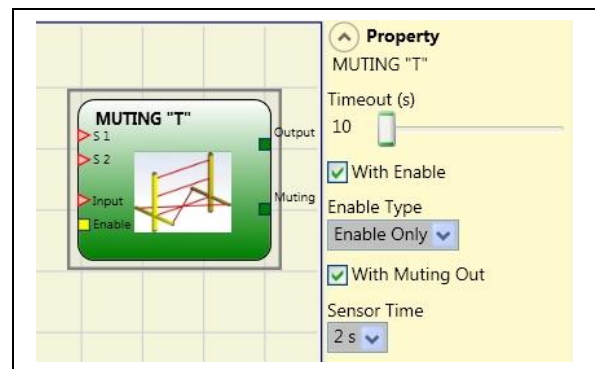 MUTING "T"
S 1
S 2
Input
Enable
Output
Muting
Property
MUTING "T"
Timeout (s)
10
With Enable
Enable Type
Enable Only
With Muting Out
Sensor Time
2 s